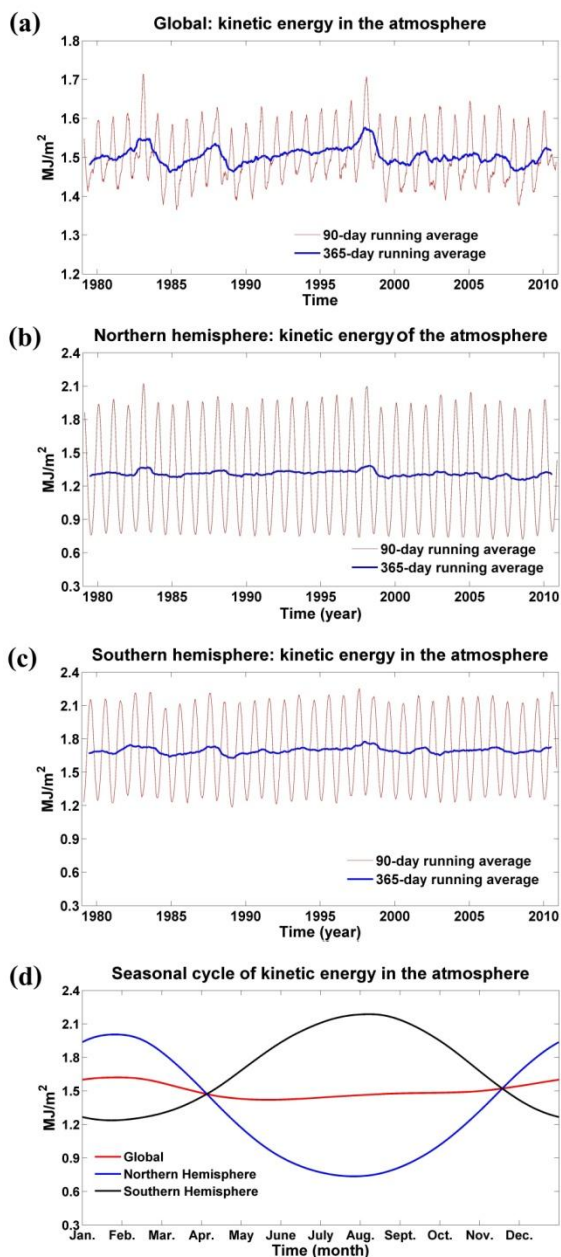 (a)
Global: kinetic energy in the atmosphere
1.8
1.7
1.6
1.5
1.4
1.3
1.2
MJ/m²
90-day running average
365-day running average
1980 1985 1990 1995 2000 2005 2010
Time
(b)
Northern hemisphere: kinetic energy of the atmosphere
2.4
2.1
1.8
1.5
1.2
0.9
0.6
0.3
MJ/m²
90-day running average
365-day running average
1980 1985 1990 1995 2000 2005 2010
Time (year)
(c)
Southern hemisphere: kinetic energy in the atmosphere
2.4
2.1
1.8
1.5
1.2
0.9
0.6
0.3
MJ/m²
90-day running average
365-day running average
1980 1985 1990 1995 2000 2005 2010
Time (year)
(d)
Seasonal cycle of kinetic energy in the atmosphere
2.4
2.1
1.8
1.5
1.2
0.9
0.6
0.3
MJ/m²
Global
Northern Hemisphere
Southern Hemisphere
Jan. Feb. Mar. Apr. May June July Aug. Sept. Oct. Nov. Dec.
Time (month)